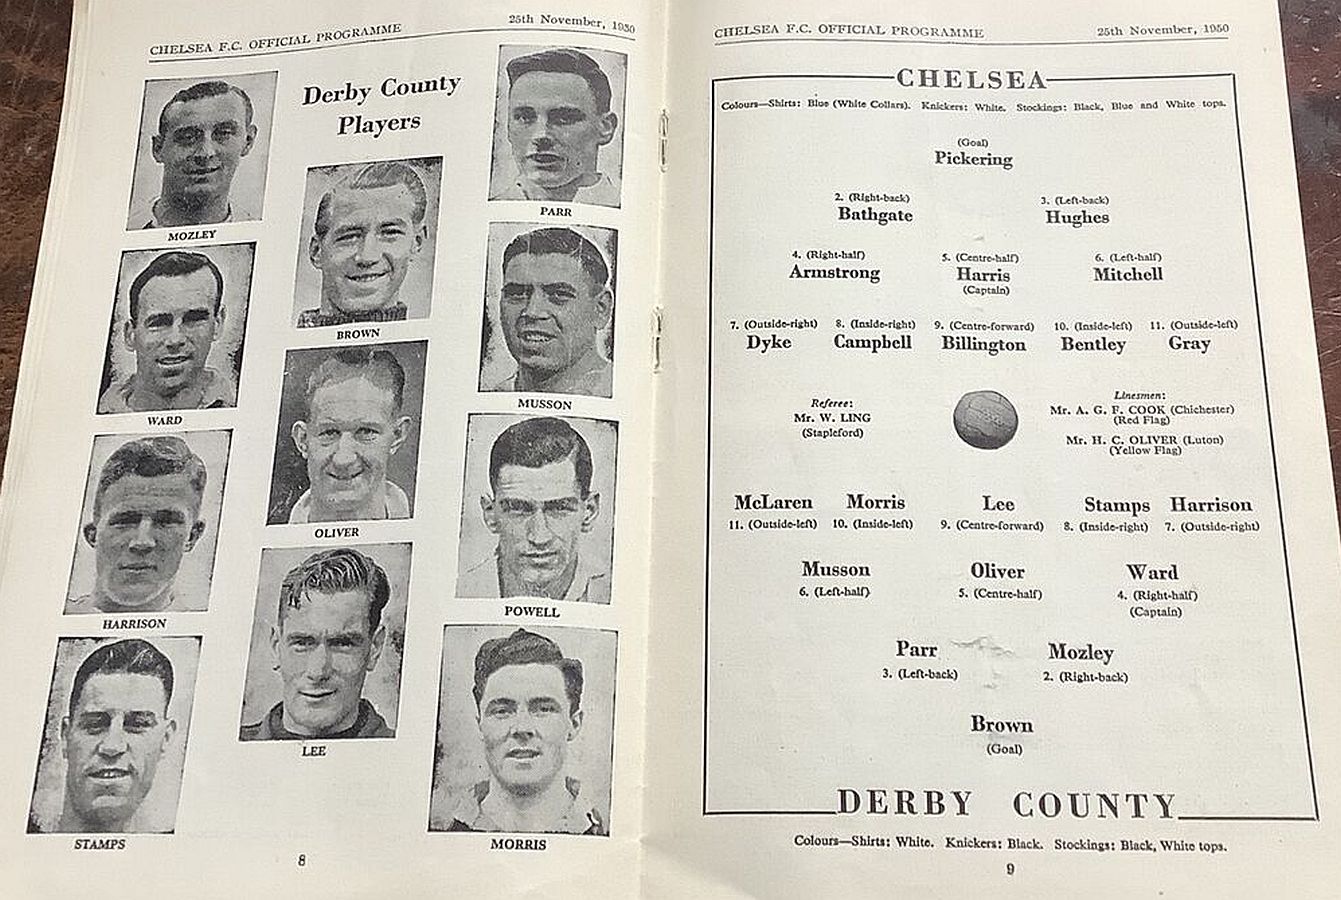 CHELSEA F.C. OFFICIAL PROGRAMME 25th November, 1950
Derby County
Players
MOZLEY
PARR
BROWN
WARD
MUSSON
OLIVER
HARRISON
POWELL
LEE
STAMPS
MORRIS
8
CHELSEA F.C. OFFICIAL PROGRAMME 25th November, 1950
CHELSEA
Colours—Shirts: Blue (White Collars). Knickers: White. Stockings: Black, Blue and White tops.
(Goal)
Pickering
2. (Right-back) 3. (Left-back)
Bathgate Hughes
4. (Right-half) 5. (Centre-half) 6. (Left-half)
Armstrong Harris Mitchell
(Captain)
7. (Outside-right) 8. (Inside-right) 9. (Centre-forward) 10. (Inside-left) 11. (Outside-left)
Dyke Campbell Billington Bentley Gray
Referee:
Mr. W. LING
(Stapleford)
Linesmen:
Mr. A. G. F. COOK (Chichester)
(Red Flag)
Mr. H. C. OLIVER (Luton)
(Yellow Flag)
McLaren Morris Lee Stamps Harrison
11. (Outside-left) 10. (Inside-left) 9. (Centre-forward) 8. (Inside-right) 7. (Outside-right)
Musson Oliver Ward
6. (Left-half) 5. (Centre-half) 4. (Right-half)
(Captain)
Parr Mozley
3. (Left-back) 2. (Right-back)
Brown
(Goal)
DERBY COUNTY
Colours—Shirts: White. Knickers: Black. Stockings: Black, White tops.
9